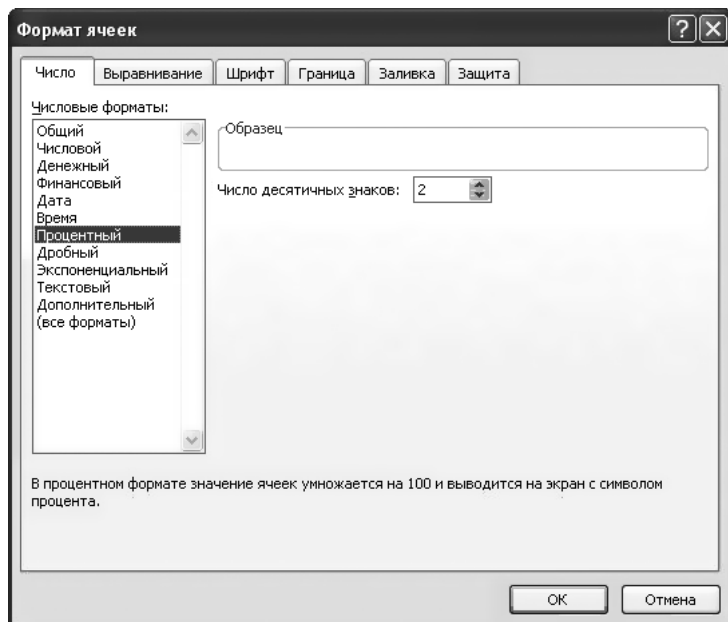 Формат ячеек
Число
Выравнивание
Шрифт
Граница
Заливка
Защита
Числовые форматы:
Общий
Числовой
Денежный
Финансовый
Дата
Время
Процентный
Дробный
Экспоненциальный
Текстовый
Дополнительный
(все форматы)
Образец
Число десятичных знаков: 2
В процентном формате значение ячеек умножается на 100 и выводится на экран с символом
процента.
ОК
Отмена